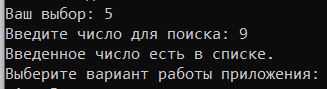 Ваш выбор: 5
Введите число для поиска: 9
Введенное число есть в списке.
Выберите вариант работы приложения: